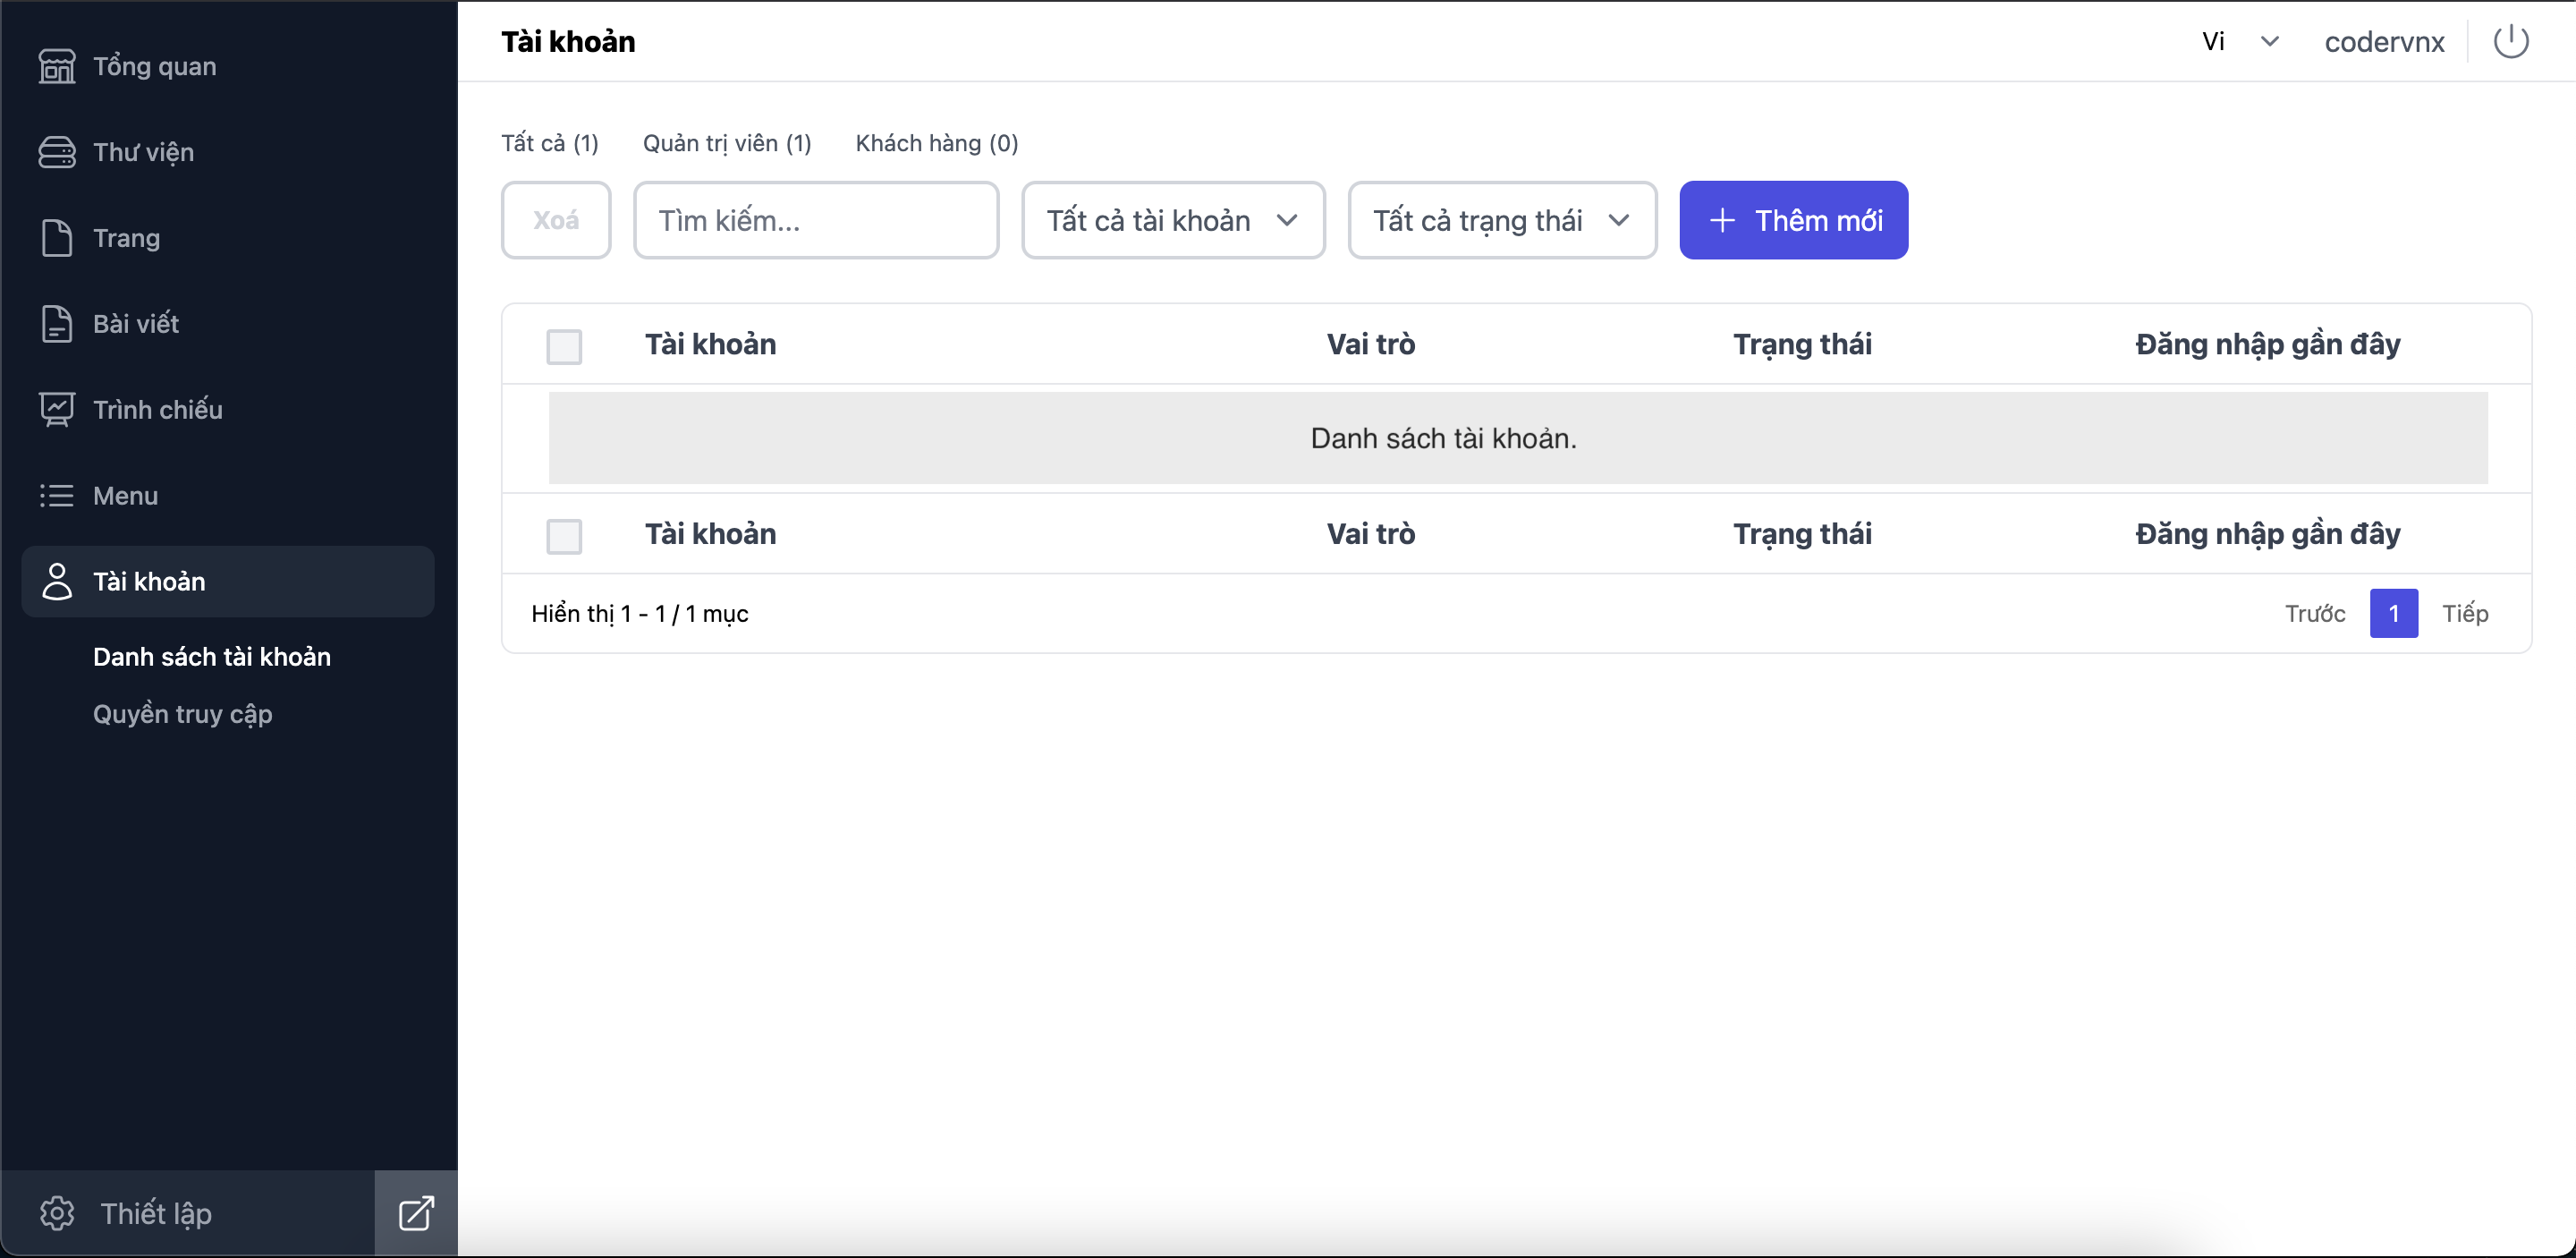 Tổng quan
Thư viện
Trang
Bài viết
Trình chiếu
Menu
Tài khoản
Danh sách tài khoản
Quyền truy cập
Thiết lập
Tài khoản
Vi
codervnx
Tất cả (1) Quản trị viên (1) Khách hàng (0)
Xoá Tìm kiếm... Tất cả tài khoản Tất cả trạng thái + Thêm mới
Tài khoản Vai trò Trạng thái Đăng nhập gần đây
Danh sách tài khoản.
Tài khoản Vai trò Trạng thái Đăng nhập gần đây
Hiển thị 1 - 1 / 1 mục Trước 1 Tiếp